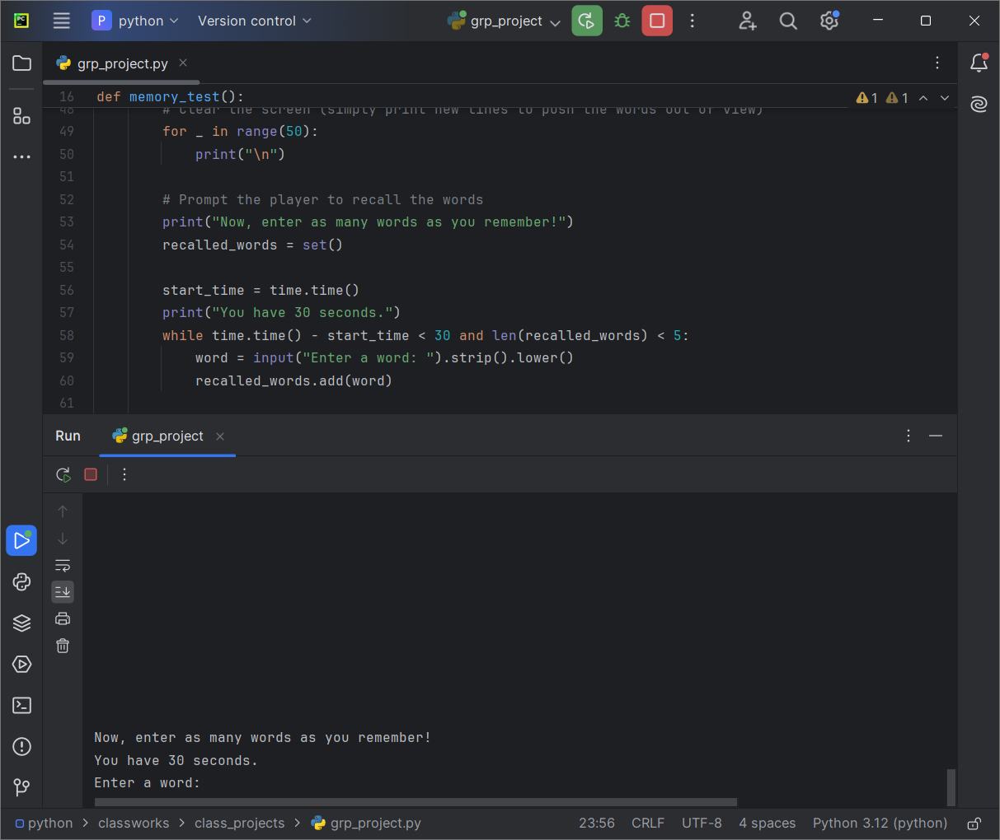 PC
P python Version control grp_project
grp_project.py
16 def memory_test(): 1 1
48 # Clear the screen (simply print new lines to push the words out of view)
49 for _ in range(50):
50 print("\n")
51
52 # Prompt the player to recall the words
53 print("Now, enter as many words as you remember!")
54 recalled_words = set()
55
56 start_time = time.time()
57 print("You have 30 seconds.")
58 while time.time() - start_time < 30 and len(recalled_words) < 5:
59 word = input("Enter a word: ").strip().lower()
60 recalled_words.add(word)
61
Run grp_project
Now, enter as many words as you remember!
You have 30 seconds.
Enter a word:
python > classworks > class_projects > grp_project.py 23:56 CRLF UTF-8 4 spaces Python 3.12 (python)